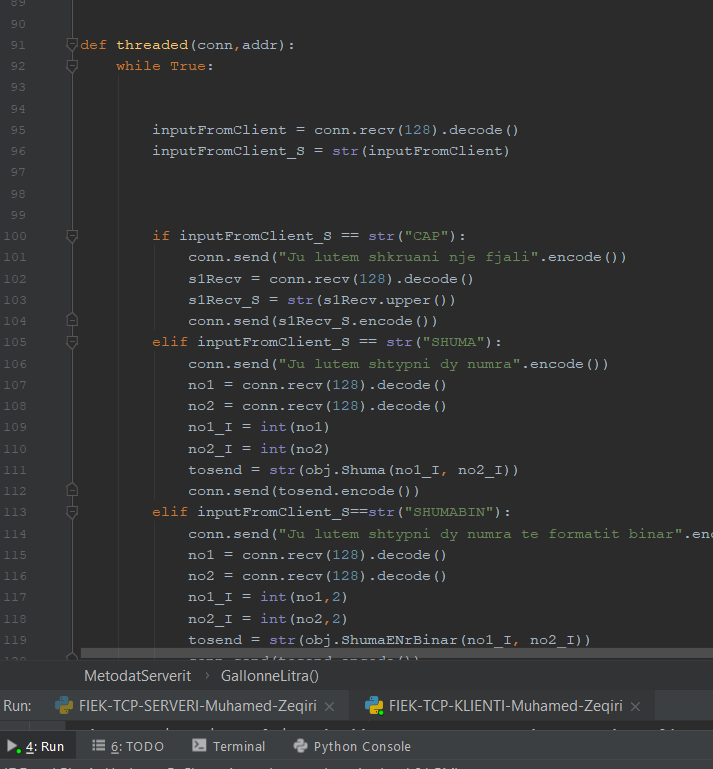 89
90
91 def threaded(conn,addr):
92 while True:
93
94
95 inputFromClient = conn.recv(128).decode()
96 inputFromClient_S = str(inputFromClient)
97
98
99
100 if inputFromClient_S == str("CAP"):
101 conn.send("Ju lutem shkruani nje fjali".encode())
102 s1Recv = conn.recv(128).decode()
103 s1Recv_S = str(s1Recv.upper())
104 conn.send(s1Recv_S.encode())
105 elif inputFromClient_S == str("SHUMA"):
106 conn.send("Ju lutem shtypni dy numra".encode())
107 no1 = conn.recv(128).decode()
108 no2 = conn.recv(128).decode()
109 no1_I = int(no1)
110 no2_I = int(no2)
111 tosend = str(obj.Shuma(no1_I, no2_I))
112 conn.send(tosend.encode())
113 elif inputFromClient_S==str("SHUMABIN"):
114 conn.send("Ju lutem shtypni dy numra te formatit binar".enc
115 no1 = conn.recv(128).decode()
116 no2 = conn.recv(128).decode()
117 no1_I = int(no1,2)
118 no2_I = int(no2,2)
119 tosend = str(obj.ShumaENrBinar(no1_I, no2_I))
MetodatServerit › GallonneLitra()
Run: FIEK-TCP-SERVERI-Muhamed-Zeqiri × FIEK-TCP-KLIENTI-Muhamed-Zeqiri ×
4: Run 6: TODO Terminal Python Console